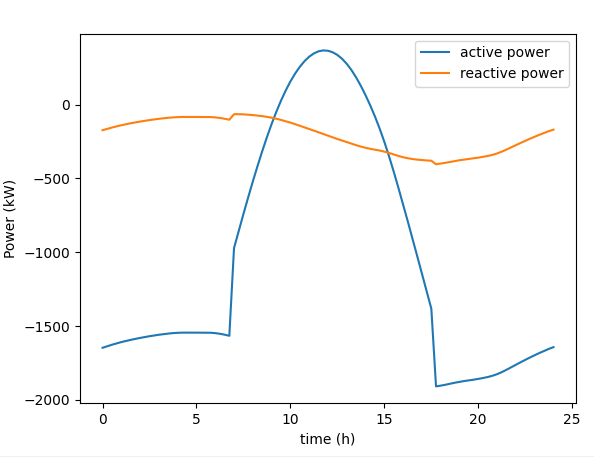 active power
reactive power
0
−500
−1000
−1500
−2000
Power (kW)
0 5 10 15 20 25
time (h)